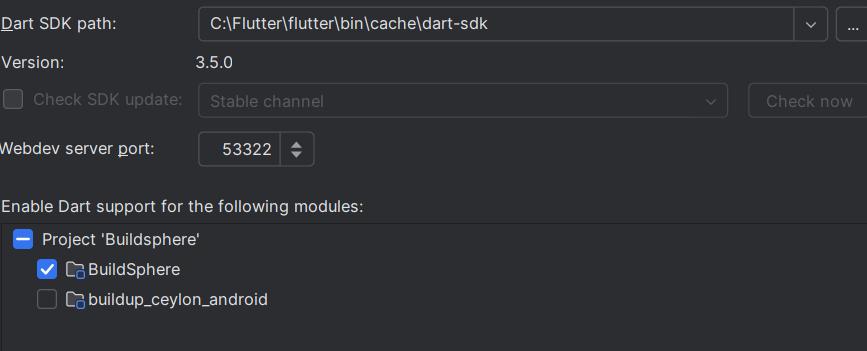 Dart SDK path: C:\Flutter\flutter\bin\cache\dart-sdk ...
Version: 3.5.0
Check SDK update: Stable channel Check now
Webdev server port: 53322
Enable Dart support for the following modules:
Project 'Buildsphere'
BuildSphere
buildup_ceylon_android